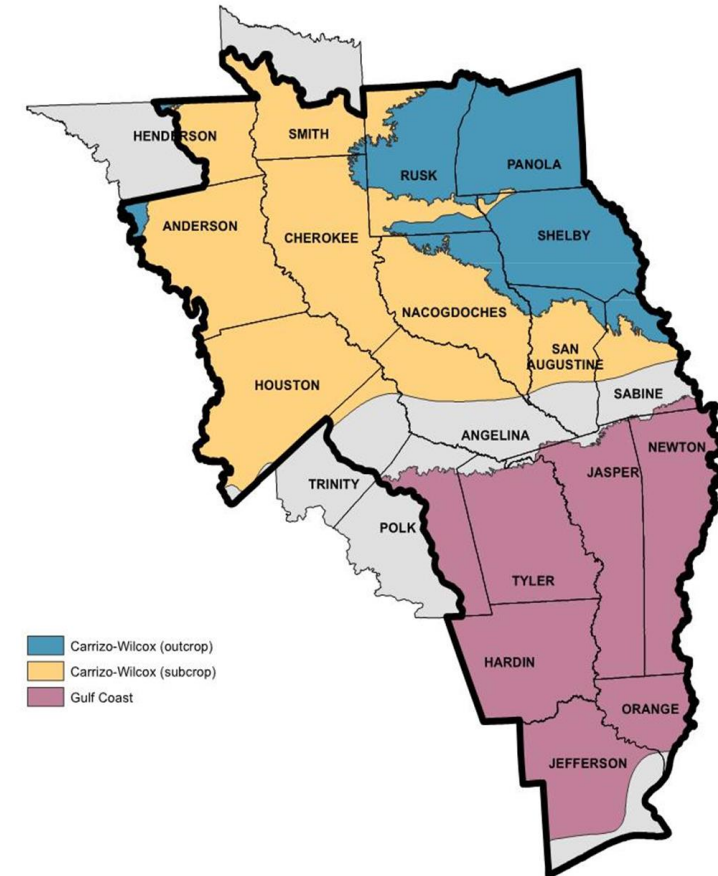 HENDERSON
SMITH
RUSK
PANOLA
ANDERSON
CHEROKEE
SHELBY
NACOGDOCHES
SAN
AUGUSTINE
HOUSTON
SABINE
ANGELINA
NEWTON
JASPER
TRINITY
POLK
TYLER
HARDIN
ORANGE
JEFFERSON
Carrizo-Wilcox (outcrop)
Carrizo-Wilcox (subcrop)
Gulf Coast